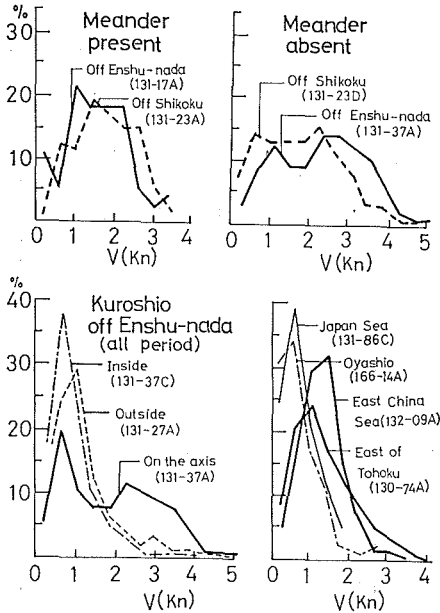 %
Meander
present
Off Enshu-nada
(131-17A)
Off Shikoku
(131-23A)
30
20
10
0 1 2 3 4
V (Kn)
Meander
absent
Off Shikoku
(131-23D)
Off Enshu-nada
(131-37A)
0 1 2 3 4 5
V (Kn)
%
Kuroshio
off Enshu-nada
(all period)
Inside
(131-37C)
Outside
(131-27A)
On the axis
(131-37A)
40
30
20
10
0 1 2 3 4 5
V (Kn)
Japan Sea
(131-86C)
Oyashio
(166-14A)
East China
Sea (132-09A)
East of
Tohoku
(130-74A)
0 1 2 3 4
V (Kn)